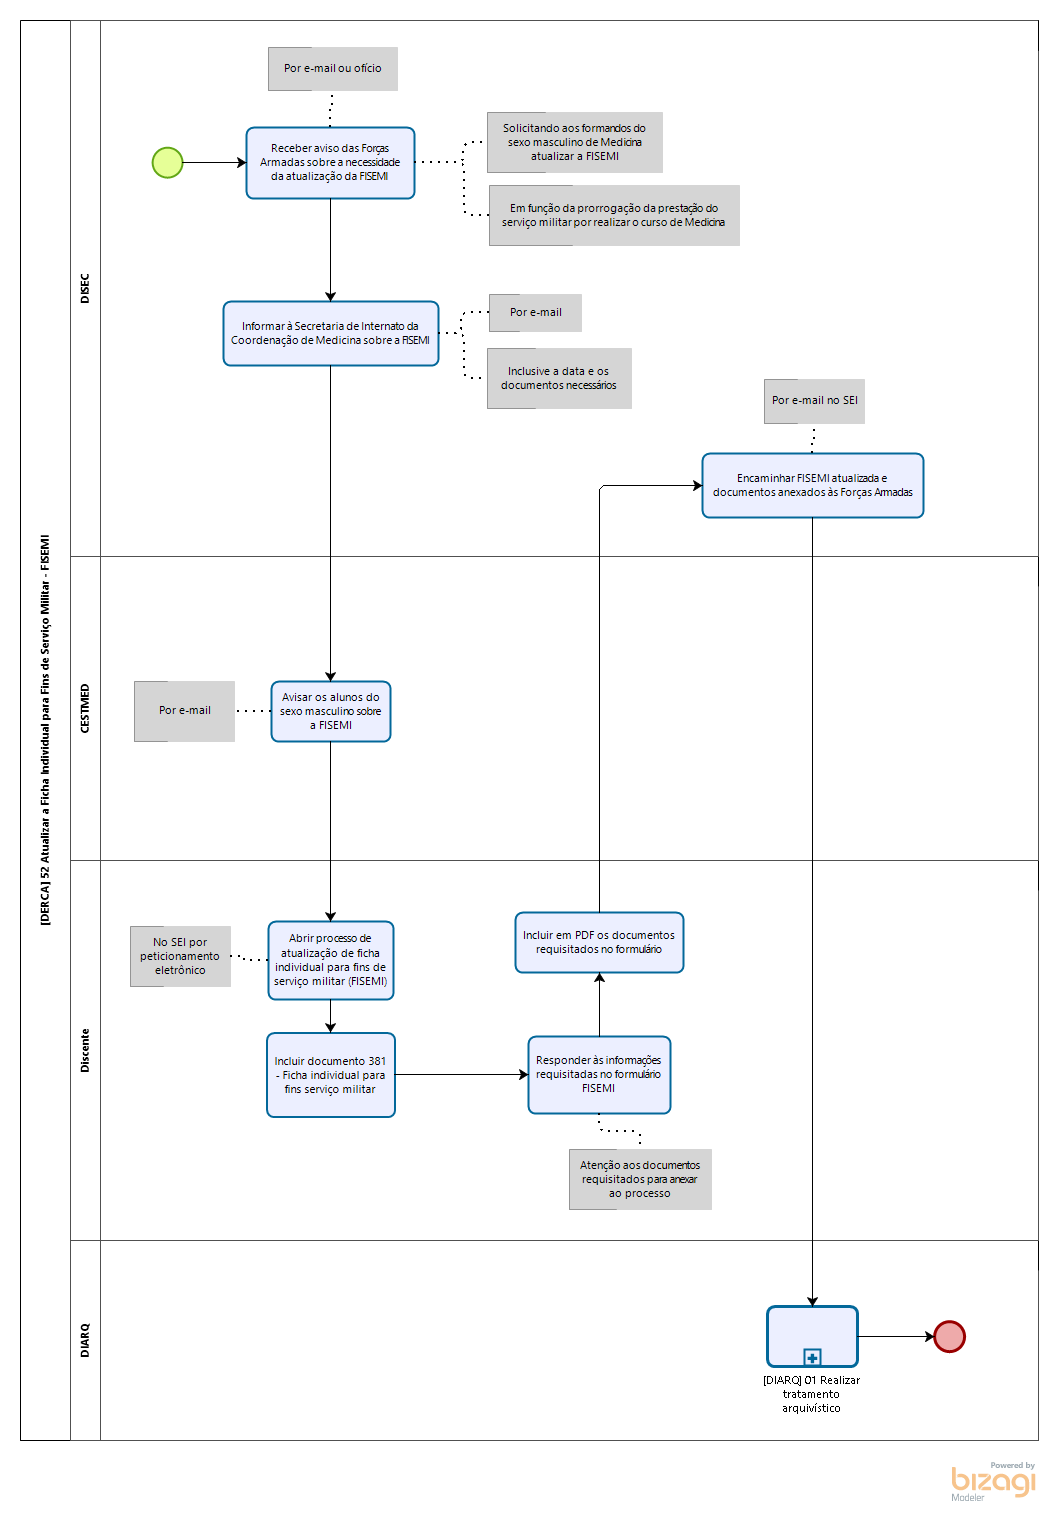 [DERCA] 52 Atualizar a Ficha Individual para Fins de Serviço Militar - FISEMI
DISEC
Por e-mail ou ofício
Receber aviso das Forças
Armadas sobre a necessidade
da atualização da FISEMI
Solicitando aos formandos do
sexo masculino de Medicina
atualizar a FISEMI
Em função da prorrogação da prestação do
serviço militar por realizar o curso de Medicina
Informar à Secretaria de Internato da
Coordenação de Medicina sobre a FISEMI
Por e-mail
Inclusive a data e os
documentos necessários
Por e-mail no SEI
Encaminhar FISEMI atualizada e
documentos anexados às Forças Armadas
CESTMED
Por e-mail
Avisar os alunos do
sexo masculino sobre
a FISEMI
Discente
No SEI por
peticionamento
eletrônico
Abrir processo de
atualização de ficha
individual para fins de
serviço militar (FISEMI)
Incluir documento 381
- Ficha individual para
fins serviço militar
Responder às informações
requisitadas no formulário
FISEMI
Atenção aos documentos
requisitados para anexar
ao processo
Incluir em PDF os documentos
requisitados no formulário
DIARQ
[DIARQ] 01 Realizar
tratamento
arquivístico
Powered by
bizagi
Modeler